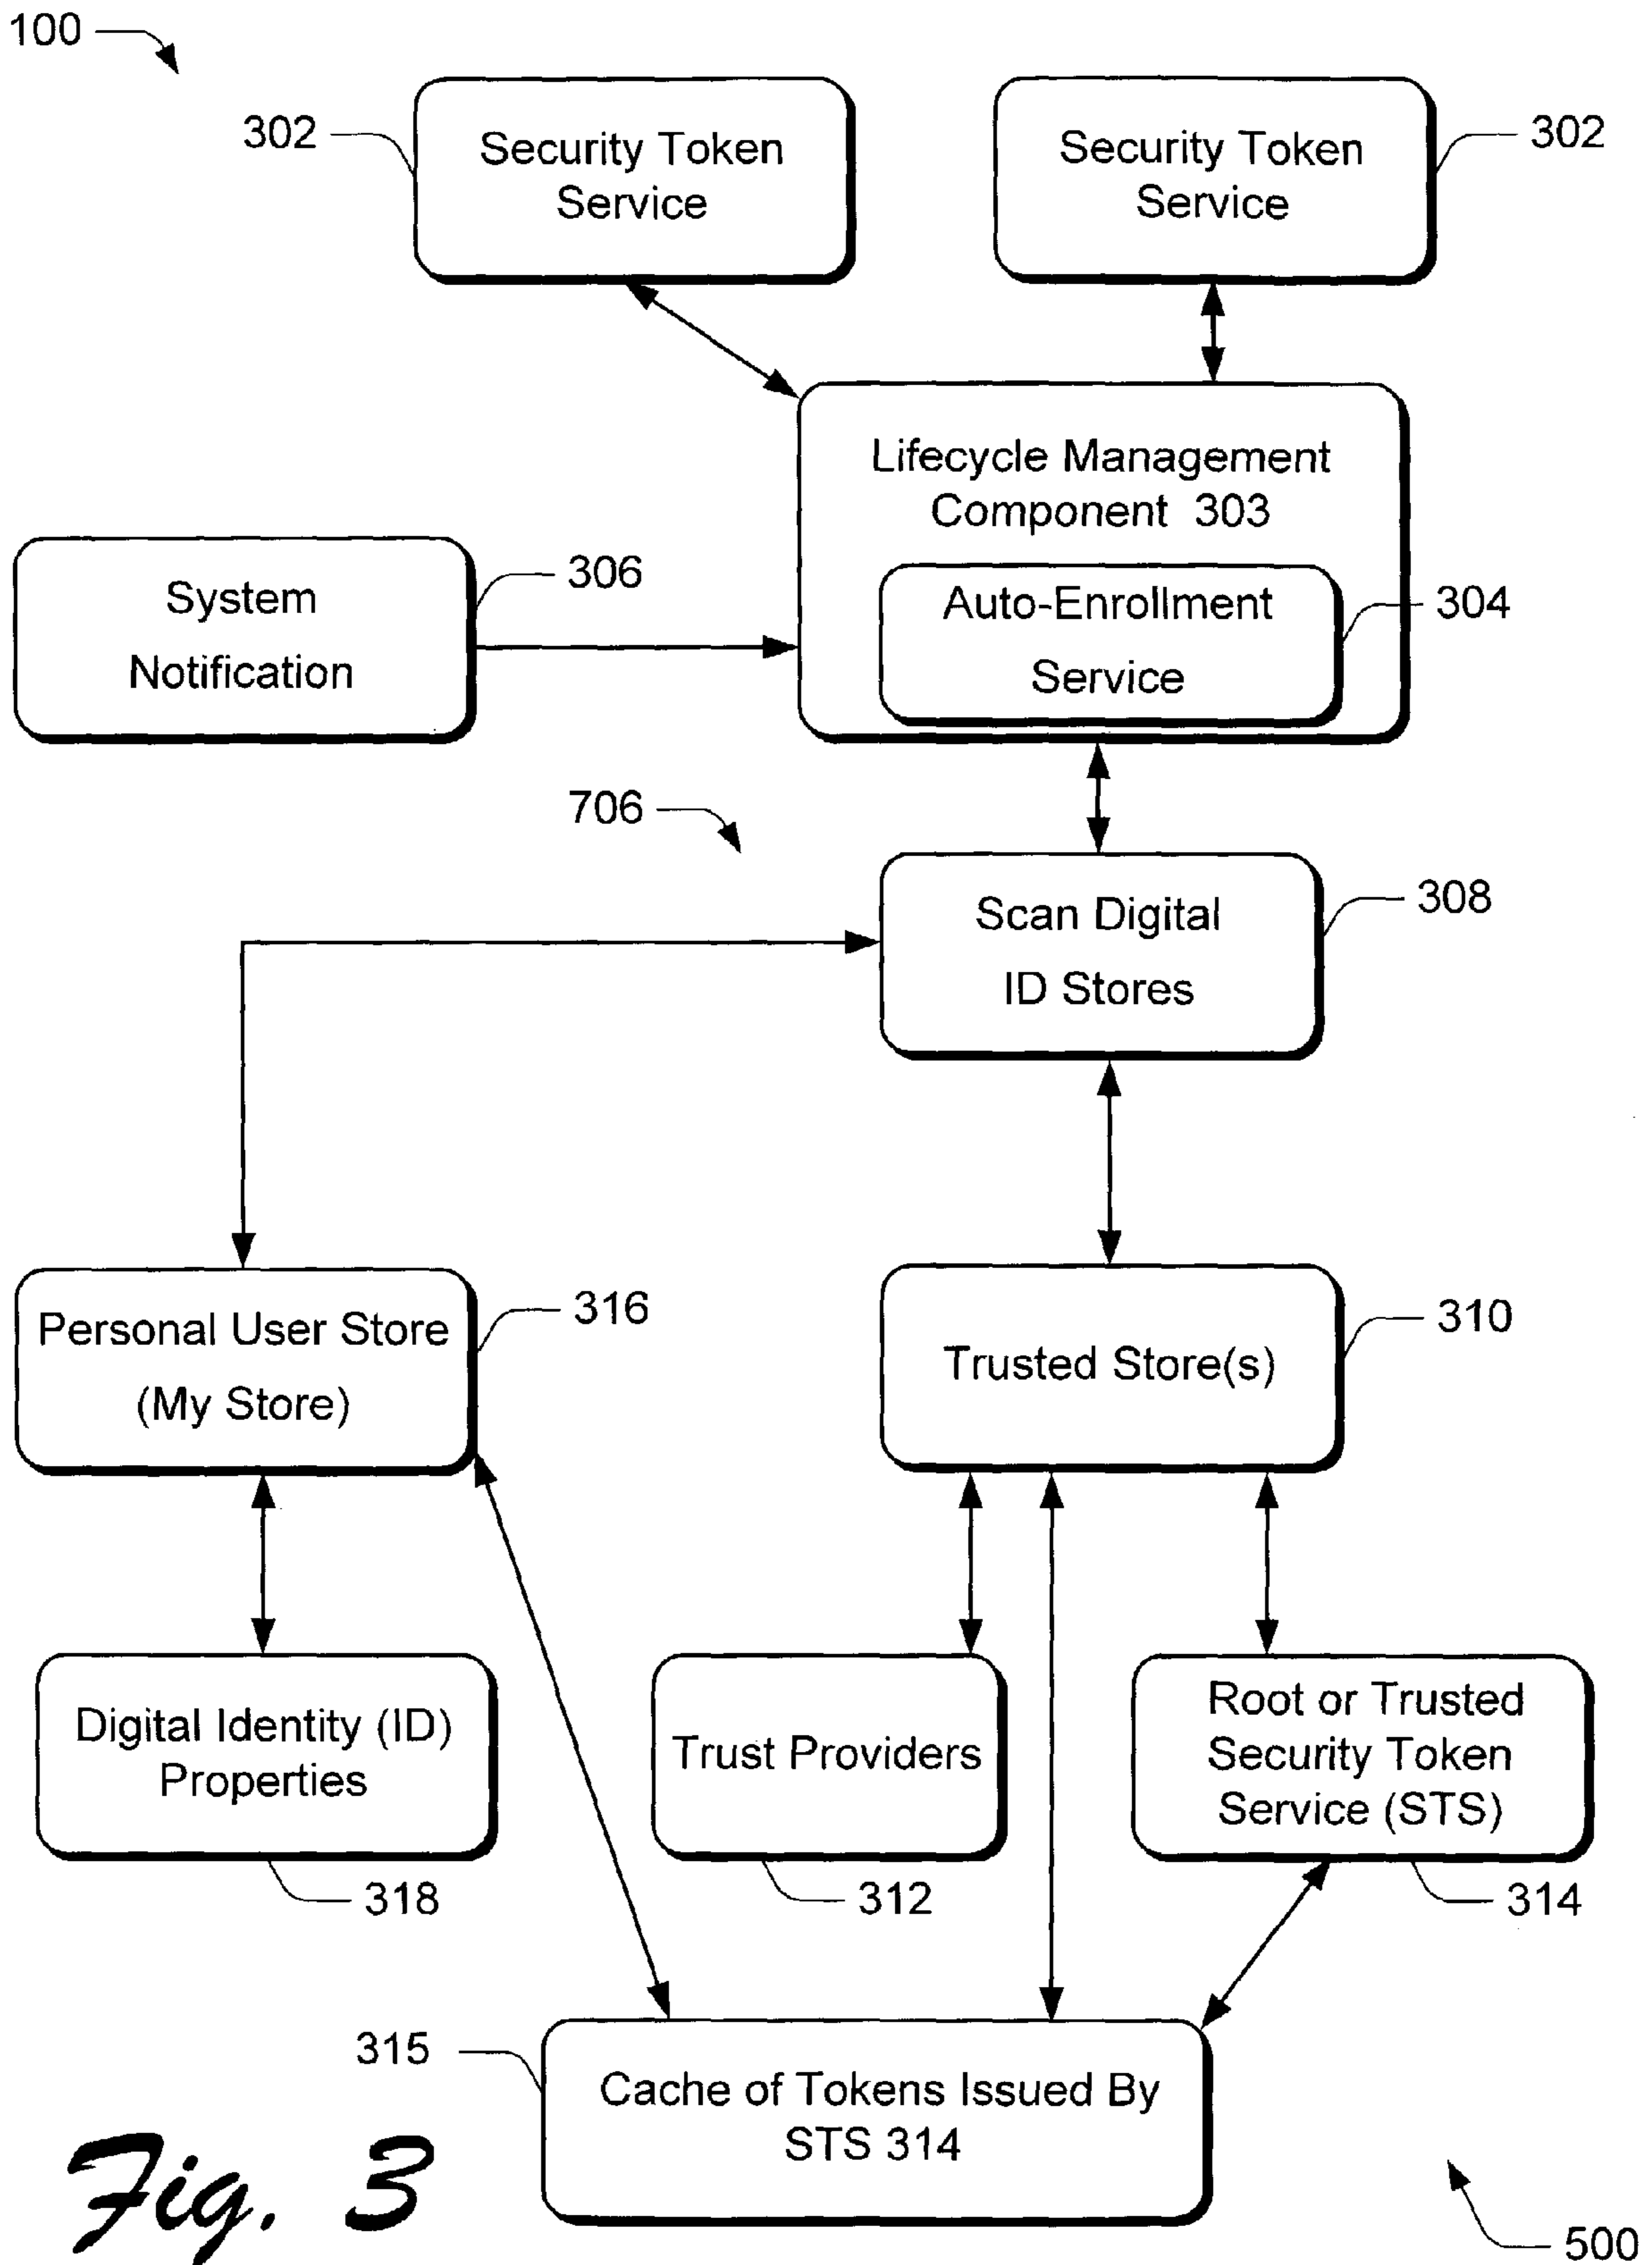 100
302
Security Token
Service
Security Token
Service
302
Lifecycle Management
Component 303
System
Notification
306
Auto-Enrollment
Service
304
706
Scan Digital
ID Stores
308
Personal User Store
(My Store)
316
Trusted Store(s)
310
Digital Identity (ID)
Properties
318
Trust Providers
312
Root or Trusted
Security Token
Service (STS)
314
315
Cache of Tokens Issued By
STS 314
Fig. 3
500